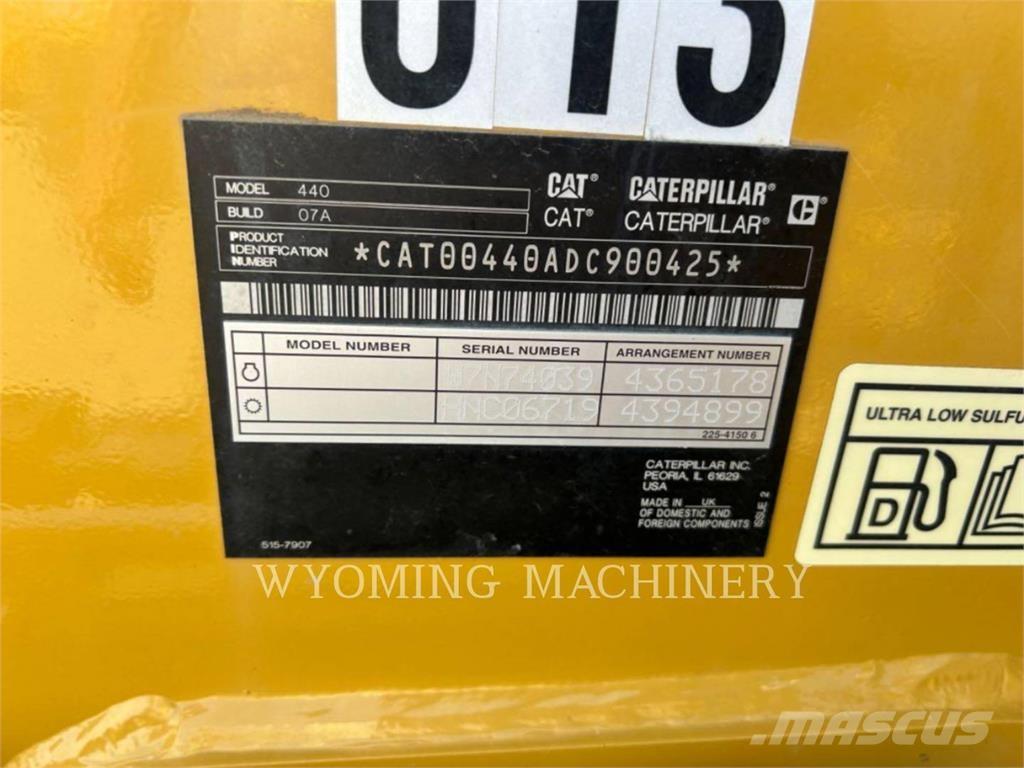 013
MODEL 440
BUILD 07A
CAT® CATERPILLAR®
CAT® CATERPILLAR®
PRODUCT IDENTIFICATION NUMBER
*CAT00440ADC900425*
MODEL NUMBER SERIAL NUMBER ARRANGEMENT NUMBER
W7N74039 4365178
HNC06719 4394899
225-4150 6
CATERPILLAR INC.
PEORIA, IL 61629
USA
MADE IN UK
OF DOMESTIC AND
FOREIGN COMPONENTS
ISSUE 2
515-7907
ULTRA LOW SULFU
D
WYOMING MACHINERY
MASCUS